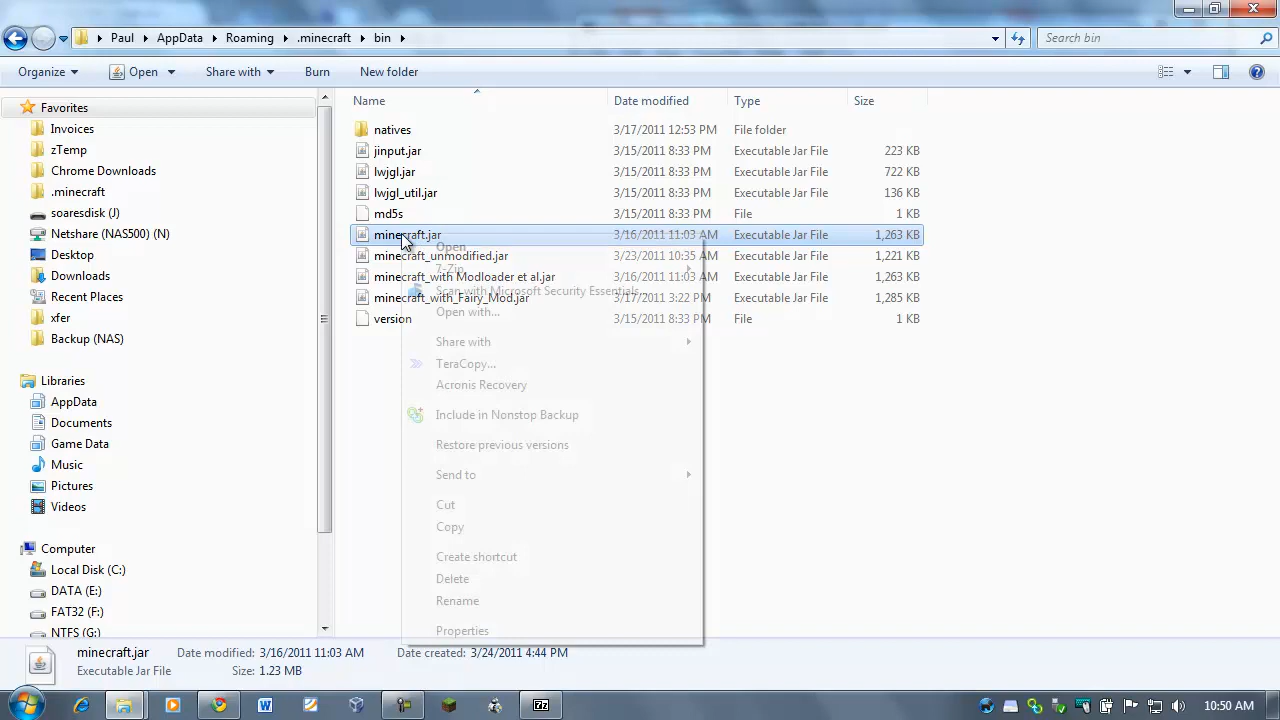 Paul AppData Roaming .minecraft bin Search bin
Organize Open Share with Burn New folder
Name Date modified Type Size
Favorites
Invoices
zTemp
Chrome Downloads
.minecraft
soaresdisk (J)
Netshare (NAS500) (N)
Desktop
Downloads
Recent Places
xfer
Backup (NAS)
Libraries
AppData
Documents
Game Data
Music
Pictures
Videos
Computer
Local Disk (C:)
DATA (E:)
FAT32 (F:)
NTFS (G:)
natives 3/17/2011 12:53 PM File folder
jinput.jar 3/15/2011 8:33 PM Executable Jar File 223 KB
lwjgl.jar 3/15/2011 8:33 PM Executable Jar File 722 KB
lwjgl_util.jar 3/15/2011 8:33 PM Executable Jar File 136 KB
md5s 3/15/2011 8:33 PM File 1 KB
minecraft.jar 3/16/2011 11:03 AM Executable Jar File 1,263 KB
minecraft_unmodified.jar 3/23/2011 10:35 AM Executable Jar File 1,221 KB
minecraft_with Modloader et al.jar 3/16/2011 11:03 AM Executable Jar File 1,263 KB
minecraft_with_Fairy_Mod.jar 3/17/2011 3:22 PM Executable Jar File 1,285 KB
version 3/15/2011 8:33 PM File 1 KB
Open
7-Zip
Scan with Microsoft Security Essentials...
Open with...
Share with
TeraCopy...
Acronis Recovery
Include in Nonstop Backup
Restore previous versions
Send to
Cut
Copy
Create shortcut
Delete
Rename
Properties
minecraft.jar Date modified: 3/16/2011 11:03 AM Date created: 3/24/2011 4:44 PM
Executable Jar File Size: 1.23 MB
10:50 AM